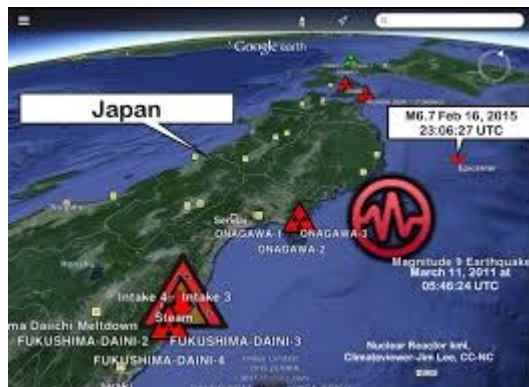 Google earth
Japan
M6.7 Feb 16, 2015
23:06:27 UTC
Epicenter
Sendai
ONAGAWA-1
ONAGAWA-3
ONAGAWA-2
Magnitude 9 Earthquake
March 11, 2011 at
05:46:24 UTC
Honshu
Intake 4
Intake 3
Steam
ma Daiichi Meltdown
FUKUSHIMA-DAINI-2
FUKUSHIMA-DAINI-3
FUKUSHIMA-DAINI-4
Nuclear Reactor kml,
Climateviewer-Jim Lee, CC-NC
Iwaki